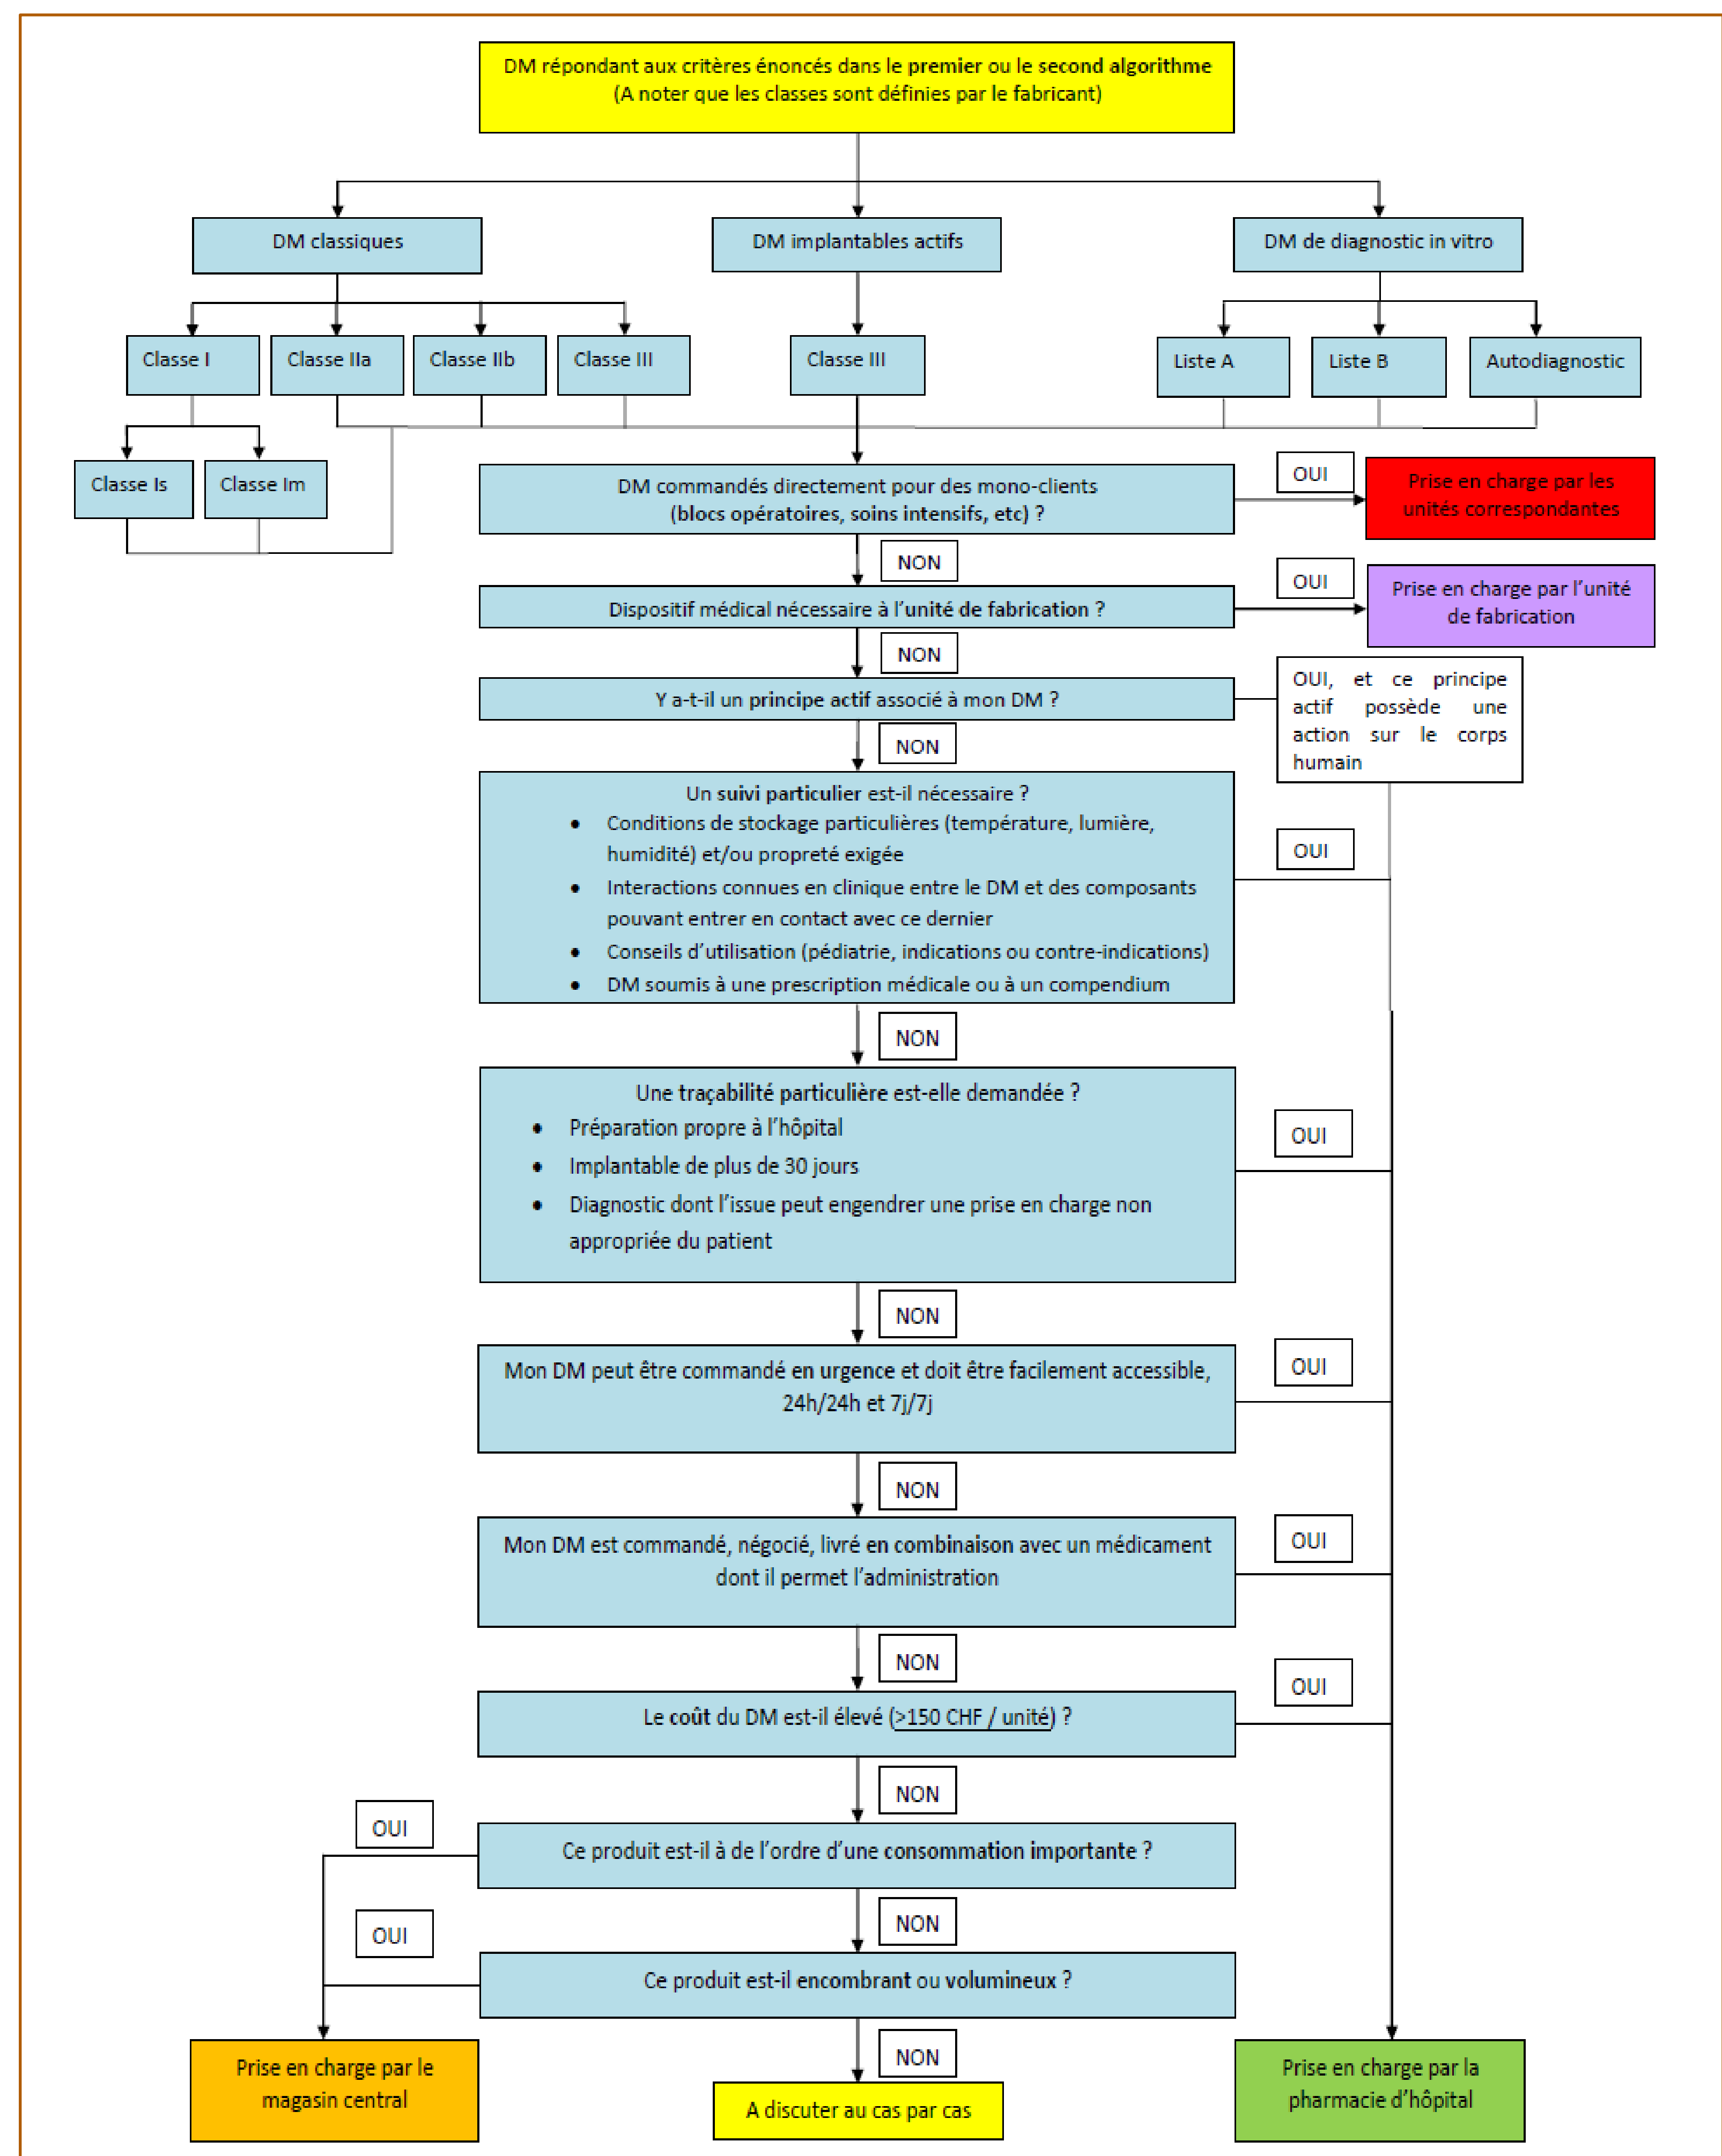 DM répondant aux critères énoncés dans le premier ou le second algorithme
(A noter que les classes sont définies par le fabricant)
DM classiques
DM implantables actifs
DM de diagnostic in vitro
Classe I
Classe IIa
Classe IIb
Classe III
Classe III
Liste A
Liste B
Autodiagnostic
Classe Is
Classe Im
DM commandés directement pour des mono-clients
(blocs opératoires, soins intensifs, etc) ?
OUI
Prise en charge par les
unités correspondantes
NON
Dispositif médical nécessaire à l'unité de fabrication ?
OUI
Prise en charge par l'unité
de fabrication
NON
Y a-t-il un principe actif associé à mon DM ?
OUI, et ce principe
actif possède une
action sur le corps
humain
NON
Un suivi particulier est-il nécessaire ?
• Conditions de stockage particulières (température, lumière,
humidité) et/ou propreté exigée
• Interactions connues en clinique entre le DM et des composants
pouvant entrer en contact avec ce dernier
• Conseils d'utilisation (pédiatrie, indications ou contre-indications)
• DM soumis à une prescription médicale ou à un compendium
OUI
NON
Une traçabilité particulière est-elle demandée ?
• Préparation propre à l'hôpital
• Implantable de plus de 30 jours
• Diagnostic dont l'issue peut engendrer une prise en charge non
appropriée du patient
OUI
NON
Mon DM peut être commandé en urgence et doit être facilement accessible,
24h/24h et 7j/7j
OUI
NON
Mon DM est commandé, négocié, livré en combinaison avec un médicament
dont il permet l'administration
OUI
NON
Le coût du DM est-il élevé (>150 CHF / unité) ?
OUI
NON
Ce produit est-il à de l'ordre d'une consommation importante ?
OUI
NON
Ce produit est-il encombrant ou volumineux ?
OUI
NON
Prise en charge par le
magasin central
A discuter au cas par cas
Prise en charge par la
pharmacie d'hôpital